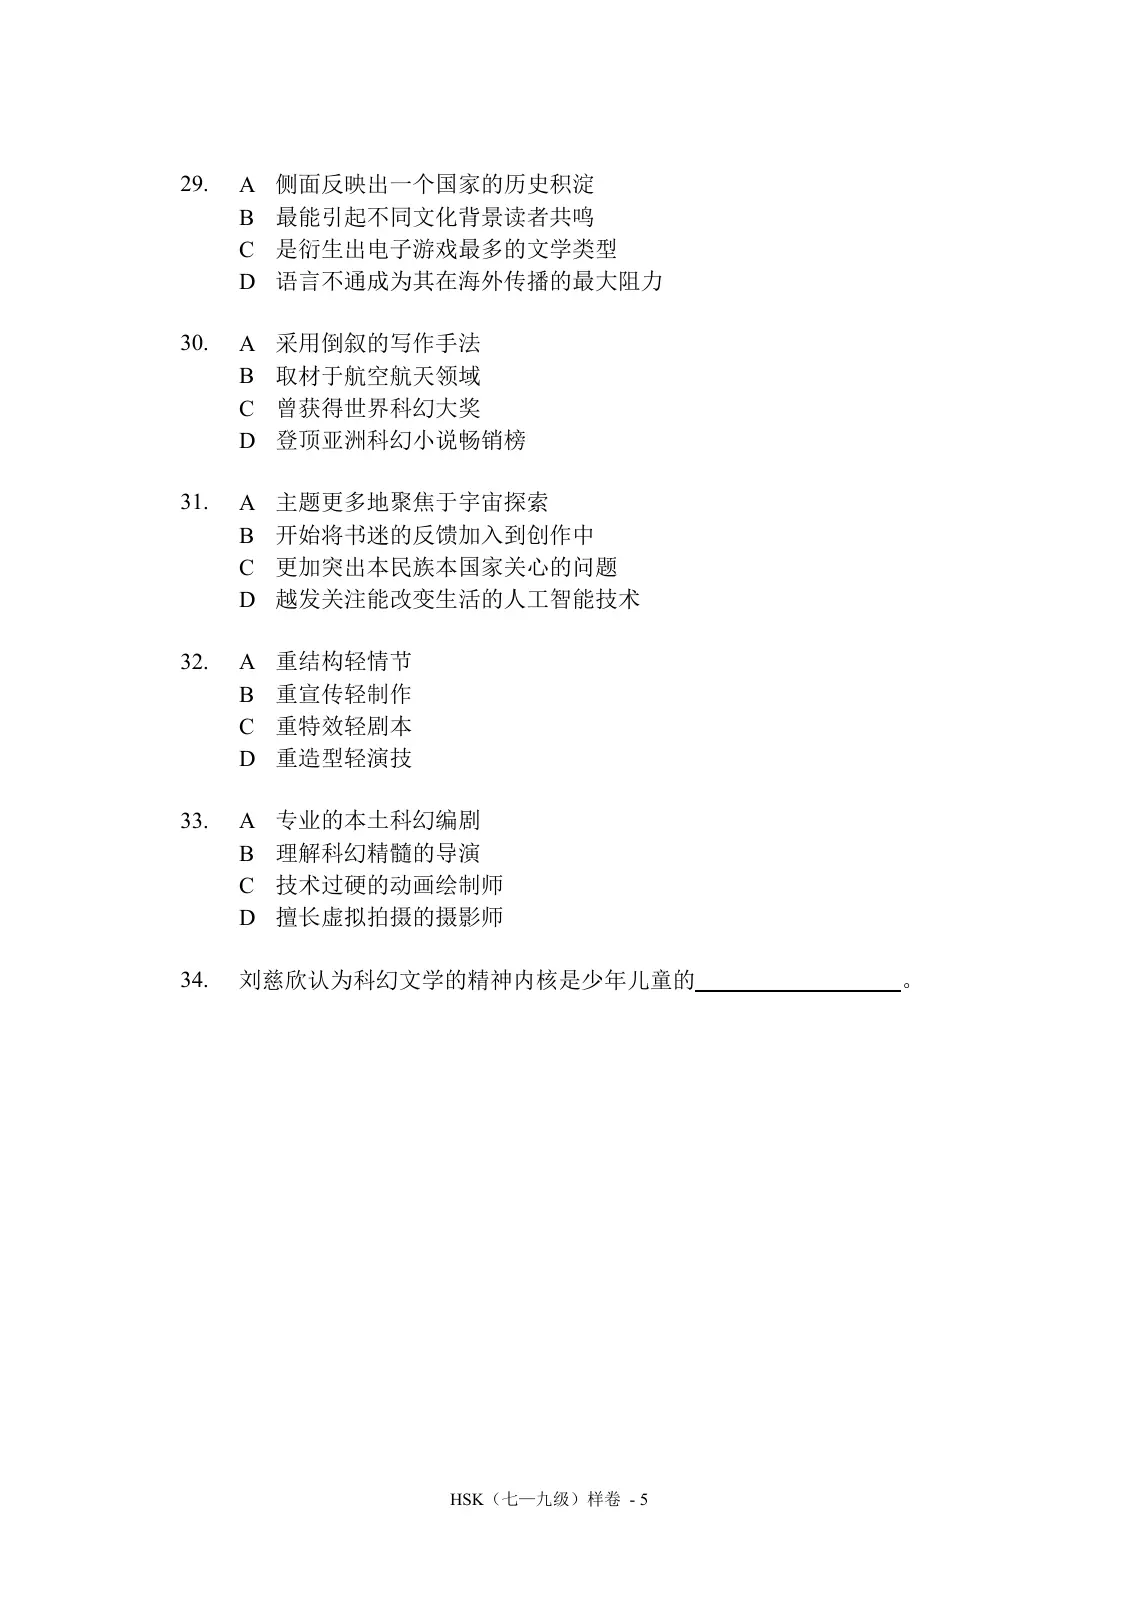 29. A 侧面反映出一个国家的历史积淀
B 最能引起不同文化背景读者共鸣
C 是衍生出电子游戏最多的文学类型
D 语言不通成为其在海外传播的最大阻力
30. A 采用倒叙的写作手法
B 取材于航空航天领域
C 曾获得世界科幻大奖
D 登顶亚洲科幻小说畅销榜
31. A 主题更多地聚焦于宇宙探索
B 开始将书迷的反馈加入到创作中
C 更加突出本民族本国家关心的问题
D 越发关注能改变生活的人工智能技术
32. A 重结构轻情节
B 重宣传轻制作
C 重特效轻剧本
D 重造型轻演技
33. A 专业的本土科幻编剧
B 理解科幻精髓的导演
C 技术过硬的动画绘制师
D 擅长虚拟拍摄的摄影师
34. 刘慈欣认为科幻文学的精神内核是少年儿童的__________________。
HSK（七—九级）样卷 - 5